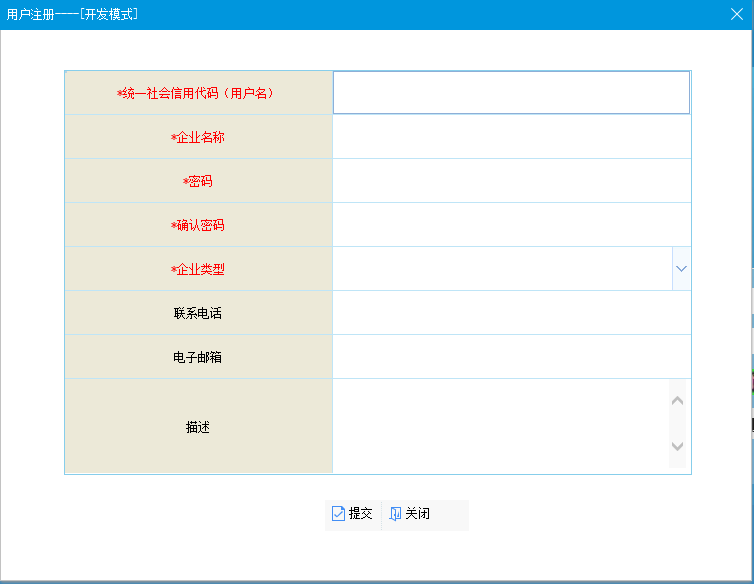 用户注册----[开发模式]
*统一社会信用代码（用户名）
*企业名称
*密码
*确认密码
*企业类型
联系电话
电子邮箱
描述
提交 关闭